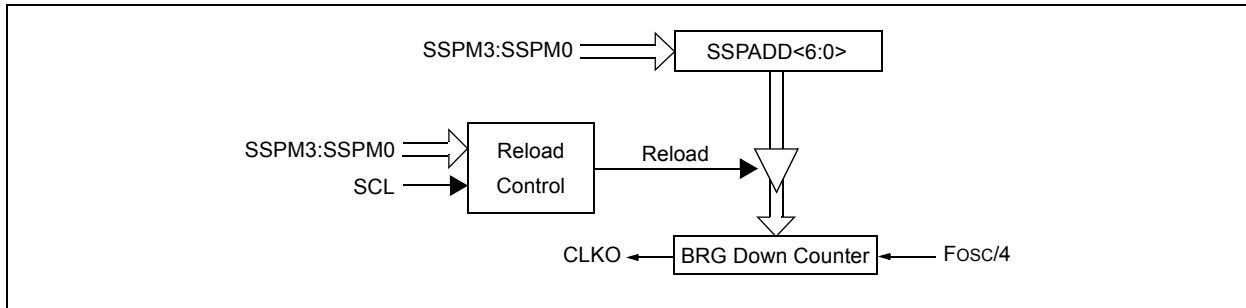 SSPM3:SSPM0
SSPADD<6:0>
SSPM3:SSPM0
SCL
Reload
Control
Reload
CLKO
BRG Down Counter
FOSC/4